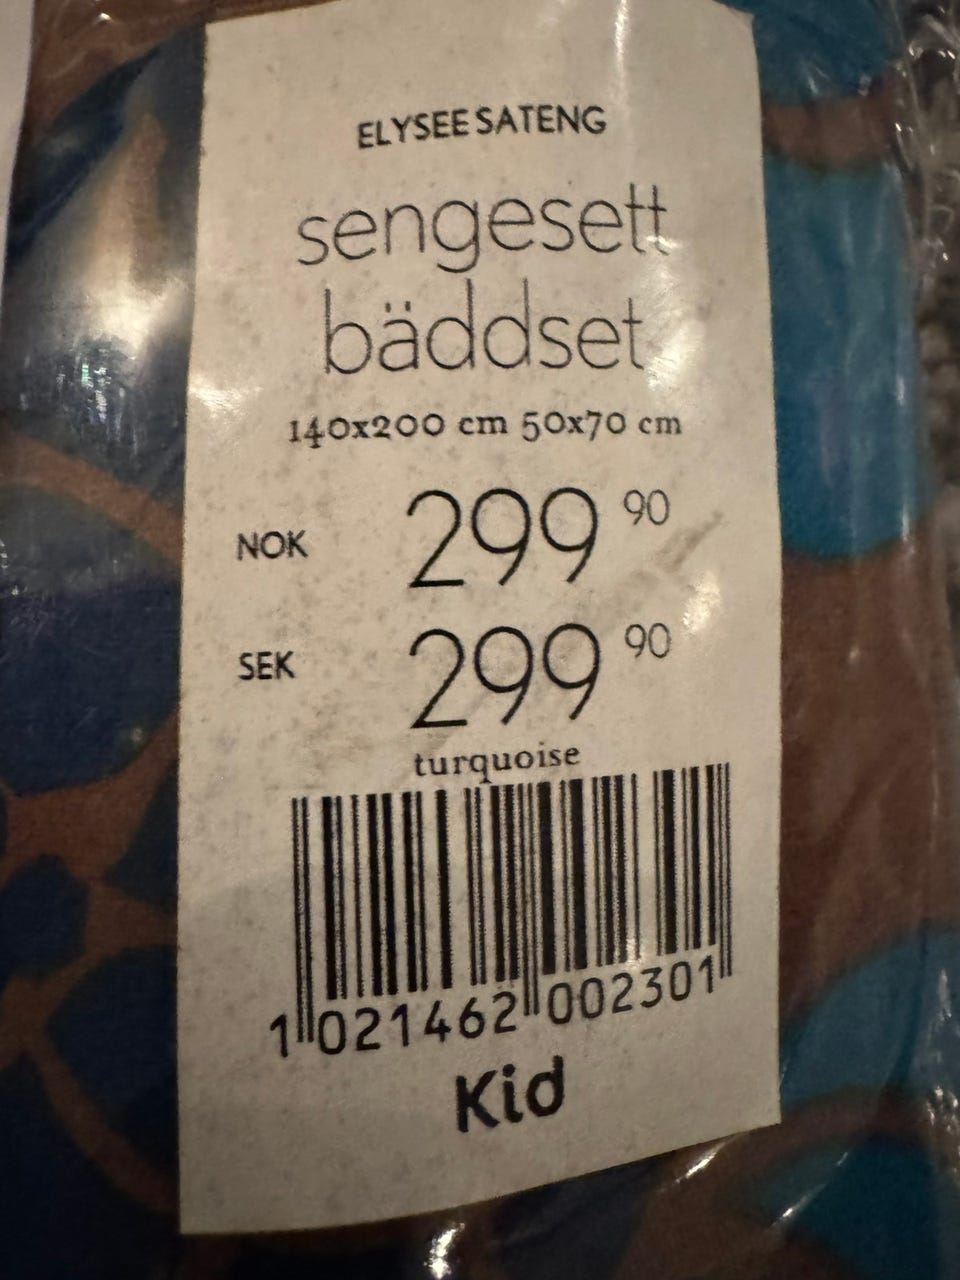 ELYSEE SATENG
sengesett
bäddset
140x200 cm 50x70 cm
NOK 299 90
SEK 299 90
turquoise
1 021462 002301
Kid